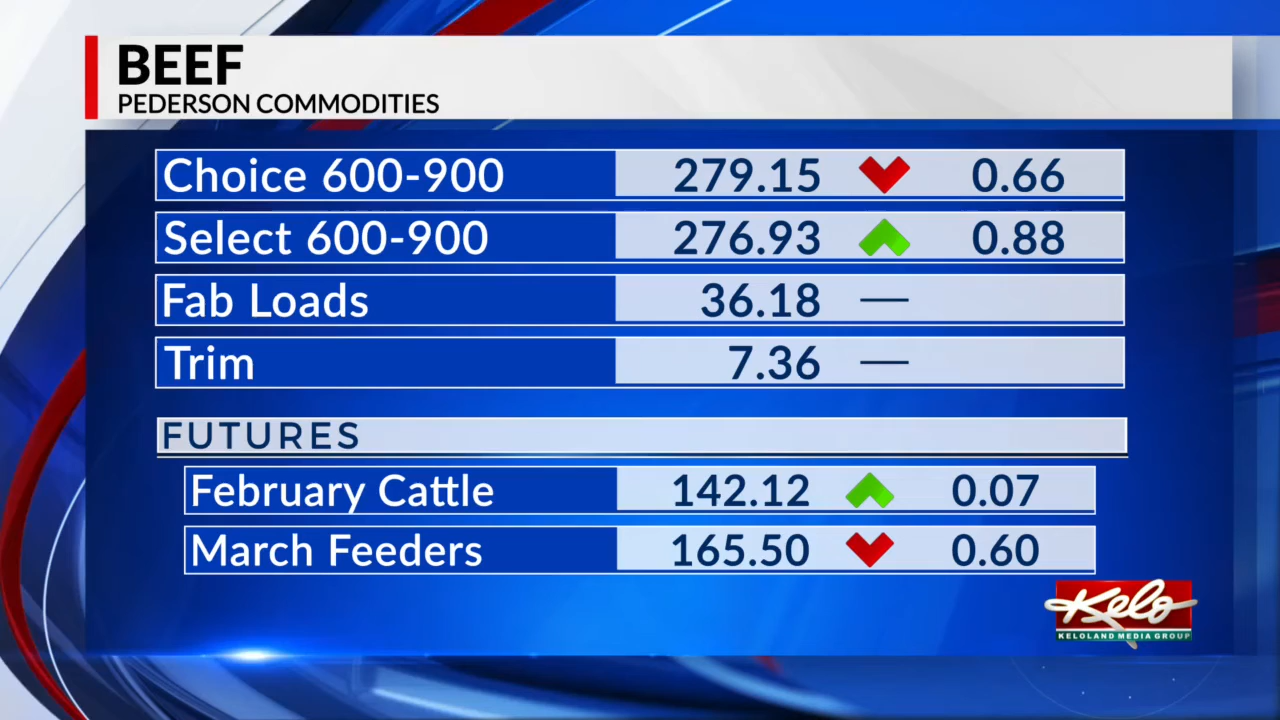 BEEF
PEDERSON COMMODITIES
Choice 600-900 279.15 0.66
Select 600-900 276.93 0.88
Fab Loads 36.18 —
Trim 7.36 —
FUTURES
February Cattle 142.12 0.07
March Feeders 165.50 0.60
Kelo
KELOLAND MEDIA GROUP